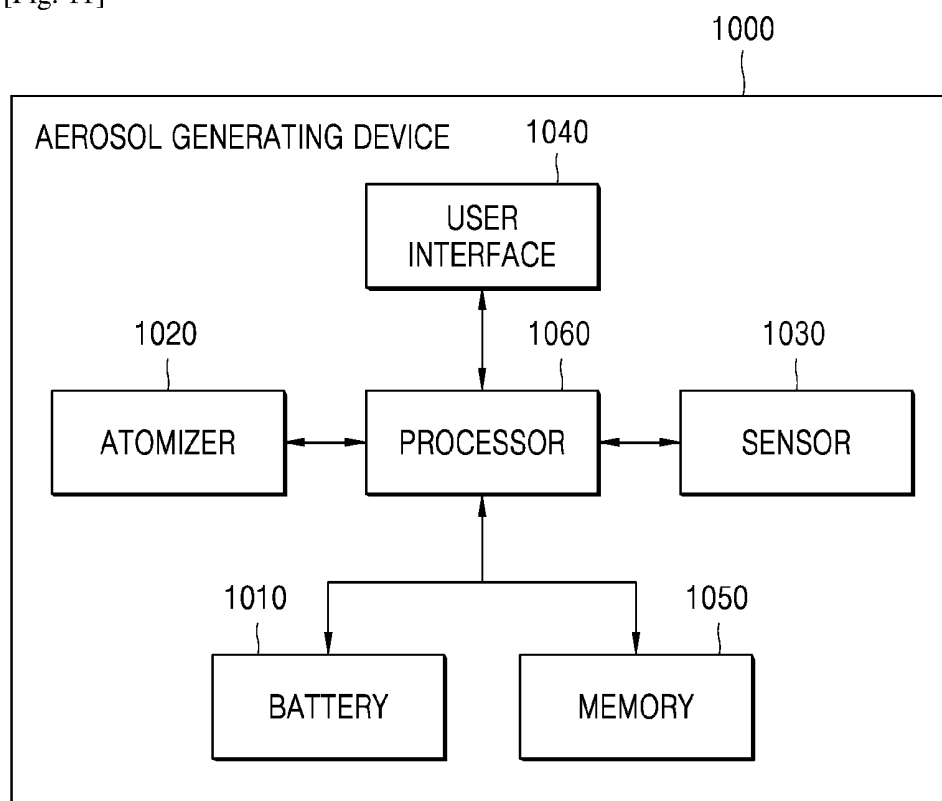 [Fig. 11]
1000
AEROSOL GENERATING DEVICE
1040
USER
INTERFACE
1020
1060
1030
ATOMIZER
PROCESSOR
SENSOR
1010
1050
BATTERY
MEMORY